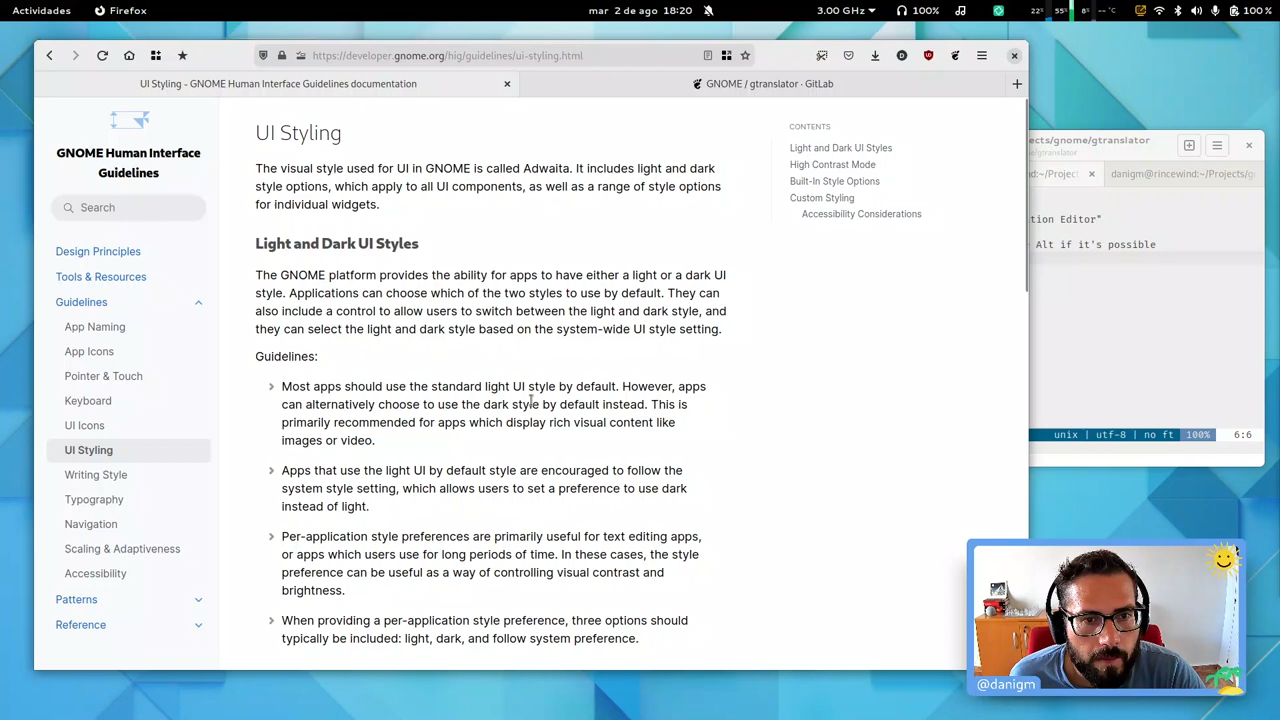 Actividades
Firefox
mar 2 de ago 18:20
3.00 GHz
100%
22%
55%
8%
-- °C
100 %
https://developer.gnome.org/hig/guidelines/ui-styling.html
UI Styling - GNOME Human Interface Guidelines documentation
GNOME / gtranslator · GitLab
GNOME Human Interface
Guidelines
Search
Design Principles
Tools & Resources
Guidelines
App Naming
App Icons
Pointer & Touch
Keyboard
UI Icons
UI Styling
Writing Style
Typography
Navigation
Scaling & Adaptiveness
Accessibility
Patterns
Reference
UI Styling
The visual style used for UI in GNOME is called Adwaita. It includes light and dark
style options, which apply to all UI components, as well as a range of style options
for individual widgets.
Light and Dark UI Styles
The GNOME platform provides the ability for apps to have either a light or a dark UI
style. Applications can choose which of the two styles to use by default. They can
also include a control to allow users to switch between the light and dark style, and
they can select the light and dark style based on the system-wide UI style setting.
Guidelines:
Most apps should use the standard light UI style by default. However, apps
can alternatively choose to use the dark style by default instead. This is
primarily recommended for apps which display rich visual content like
images or video.
Apps that use the light UI by default style are encouraged to follow the
system style setting, which allows users to set a preference to use dark
instead of light.
Per-application style preferences are primarily useful for text editing apps,
or apps which users use for long periods of time. In these cases, the style
preference can be useful as a way of controlling visual contrast and
brightness.
When providing a per-application style preference, three options should
typically be included: light, dark, and follow system preference.
CONTENTS
Light and Dark UI Styles
High Contrast Mode
Built-In Style Options
Custom Styling
Accessibility Considerations
ects/gnome/gtranslator
/gtranslator
nd:~/Project
danigm@rincewind:~/Projects/g
tion Editor"
Alt if it's possible
unix | utf-8 | no ft 100% 6:6
@danigm